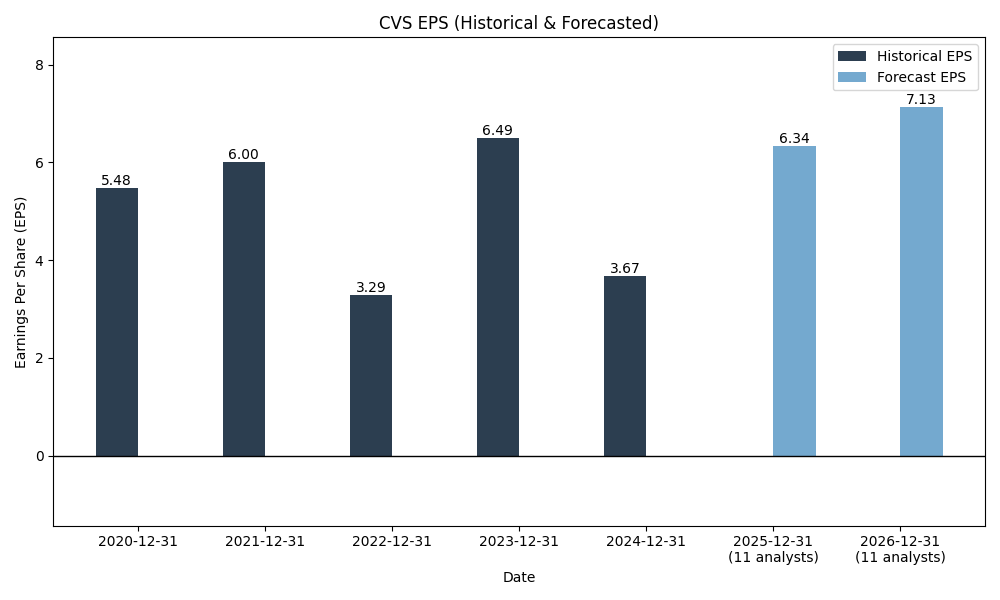 CVS EPS (Historical & Forecasted)
Historical EPS
Forecast EPS
Earnings Per Share (EPS)
8
6
4
2
0
5.48
6.00
3.29
6.49
3.67
6.34
7.13
2020-12-31
2021-12-31
2022-12-31
2023-12-31
2024-12-31
2025-12-31
(11 analysts)
2026-12-31
(11 analysts)
Date